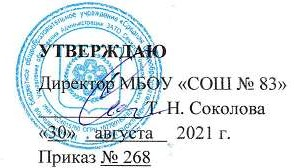 УТВЕРЖДАЮ
Директор МБОУ «СОШ № 83»
Т. Н. Соколова
«30» августа 2021 г.
Приказ № 268